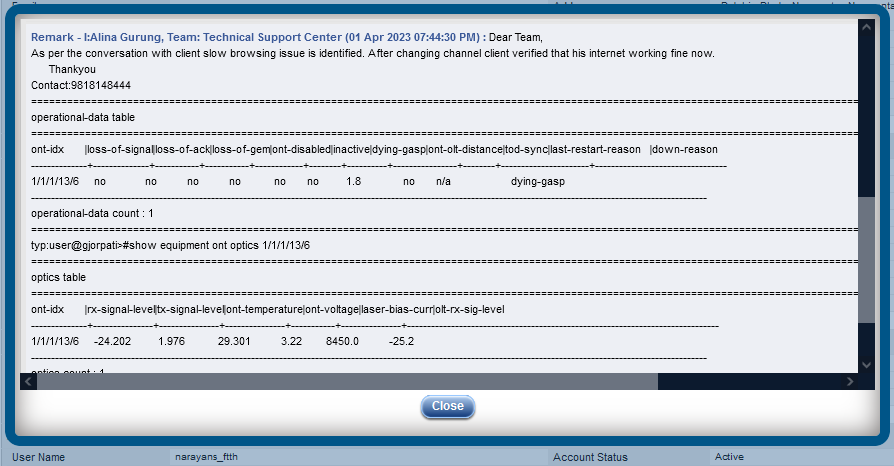 Remark - I:Alina Gurung, Team: Technical Support Center (01 Apr 2023 07:44:30 PM) : Dear Team,
As per the conversation with client slow browsing issue is identified. After changing channel client verified that his internet working fine now.
Thankyou
Contact:9818148444
operational-data table
ont-idx |loss-of-signal|loss-of-ack|loss-of-gem|ont-disabled|inactive|dying-gasp|ont-olt-distance|tod-sync|last-restart-reason |down-reason
1/1/1/13/6 no no no no no no 1.8 no n/a dying-gasp
operational-data count : 1
typ:user@gjorpati>#show equipment ont optics 1/1/1/13/6
optics table
ont-idx |rx-signal-level|tx-signal-level|ont-temperature|ont-voltage|laser-bias-curr|olt-rx-sig-level
1/1/1/13/6 -24.202 1.976 29.301 3.22 8450.0 -25.2
optics count : 1
Close
User Name narayans_ftth Account Status Active